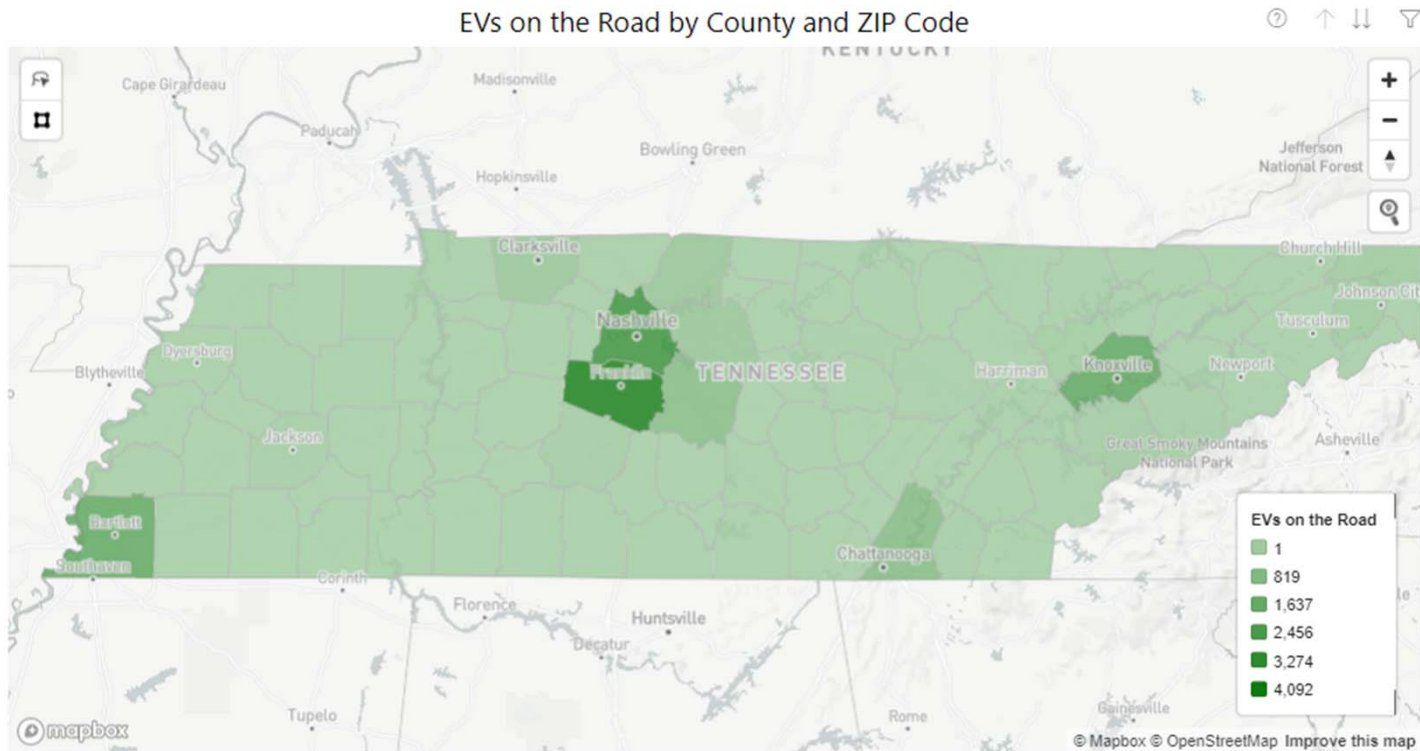 EVs on the Road by County and ZIP Code
KENTUCKY
Cape Girardeau
Madisonville
Paducah
Bowling Green
Jefferson
National Forest
Hopkinsville
Clarksville
Church Hill
Johnson Cit
Nashville
Tusculum
Dyersburg
Blytheville
Franklin
TENNESSEE
Harriman
Knoxville
Newport
Jackson
Great Smoky Mountains
National Park
Asheville
Bartlett
Southaven
Chattanooga
Corinth
Florence
Huntsville
Decatur
EVs on the Road
1
819
1,637
2,456
3,274
4,092
Tupelo
Rome
Gainesville
mapbox
© Mapbox © OpenStreetMap Improve this map